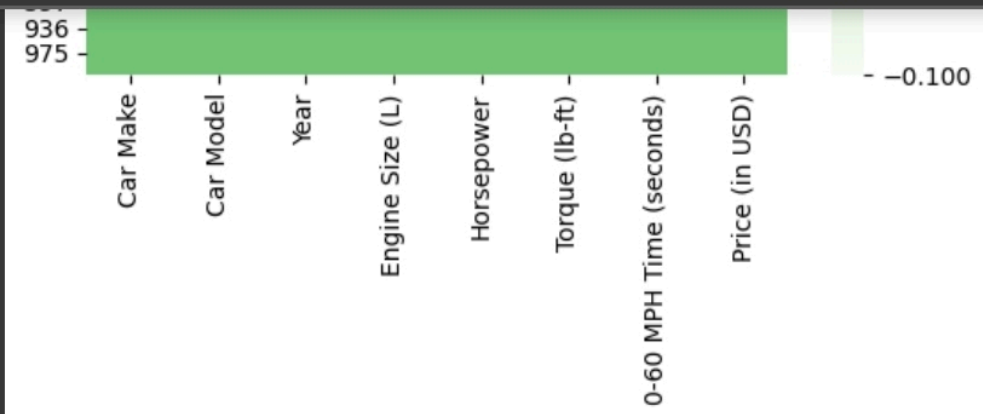 936
975
−0.100
Car Make
Car Model
Year
Engine Size (L)
Horsepower
Torque (lb-ft)
0-60 MPH Time (seconds)
Price (in USD)